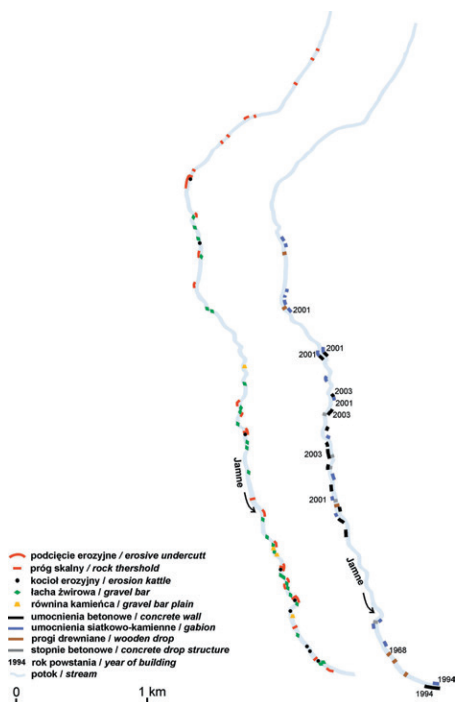 2001
2001
2001
2003
2001
2003
2003
2001
Jamne
Jamne
1968
1994
1994
podcięcie erozyjne / erosive undercutt
próg skalny / rock thershold
kocioł erozyjny / erosion kattle
łacha żwirowa / gravel bar
równina kamieńca / gravel bar plain
umocnienia betonowe / concrete wall
umocnienia siatkowo-kamienne / gabion
progi drewniane / wooden drop
stopnie betonowe / concrete drop structure
1994 rok powstania / year of building
potok / stream
0 1 km